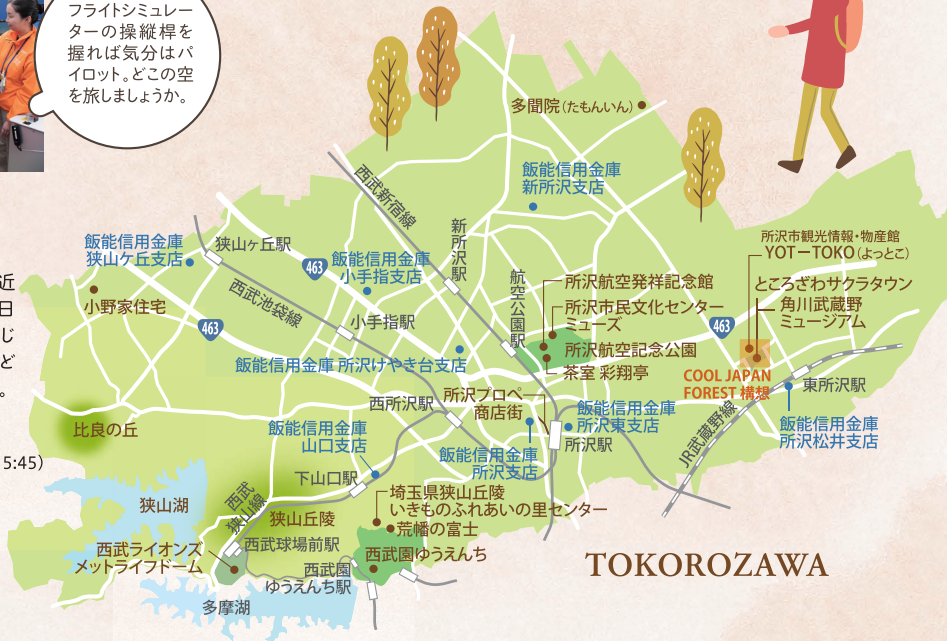 フライトシミュレー
ターの操縦桿を
握れば気分はパ
イロット。どこの空
を旅しましょうか。
多聞院（たもんいん）
飯能信用金庫
新所沢支店
西武新宿線
新所沢駅
航空公園駅
飯能信用金庫
狭山ケ丘支店
狭山ヶ丘駅
463
飯能信用金庫
小手指支店
小野家住宅
西武池袋線
463
小手指駅
飯能信用金庫 所沢けやき台支店
所沢航空発祥記念館
所沢市民文化センター
ミューズ
所沢航空記念公園
茶室 彩翔亭
463
所沢市観光情報・物産館
YOT－TOKO（よっとこ）
ところざわサクラタウン
角川武蔵野
ミュージアム
COOL JAPAN
FOREST 構想
東所沢駅
飯能信用金庫
所沢松井支店
JR武蔵野線
西所沢駅
所沢プロペ
商店街
飯能信用金庫
所沢東支店
所沢駅
飯能信用金庫
所沢支店
飯能信用金庫
山口支店
下山口駅
比良の丘
狭山湖
西武
狭山線
狭山丘陵
埼玉県狭山丘陵
いきものふれあいの里センター
荒幡の富士
西武球場前駅
西武園ゆうえんち
西武ライオンズ
メットライフドーム
西武園
ゆうえんち駅
多摩湖
TOKOROZAWA
近
日
じ
ど
。
5:45）